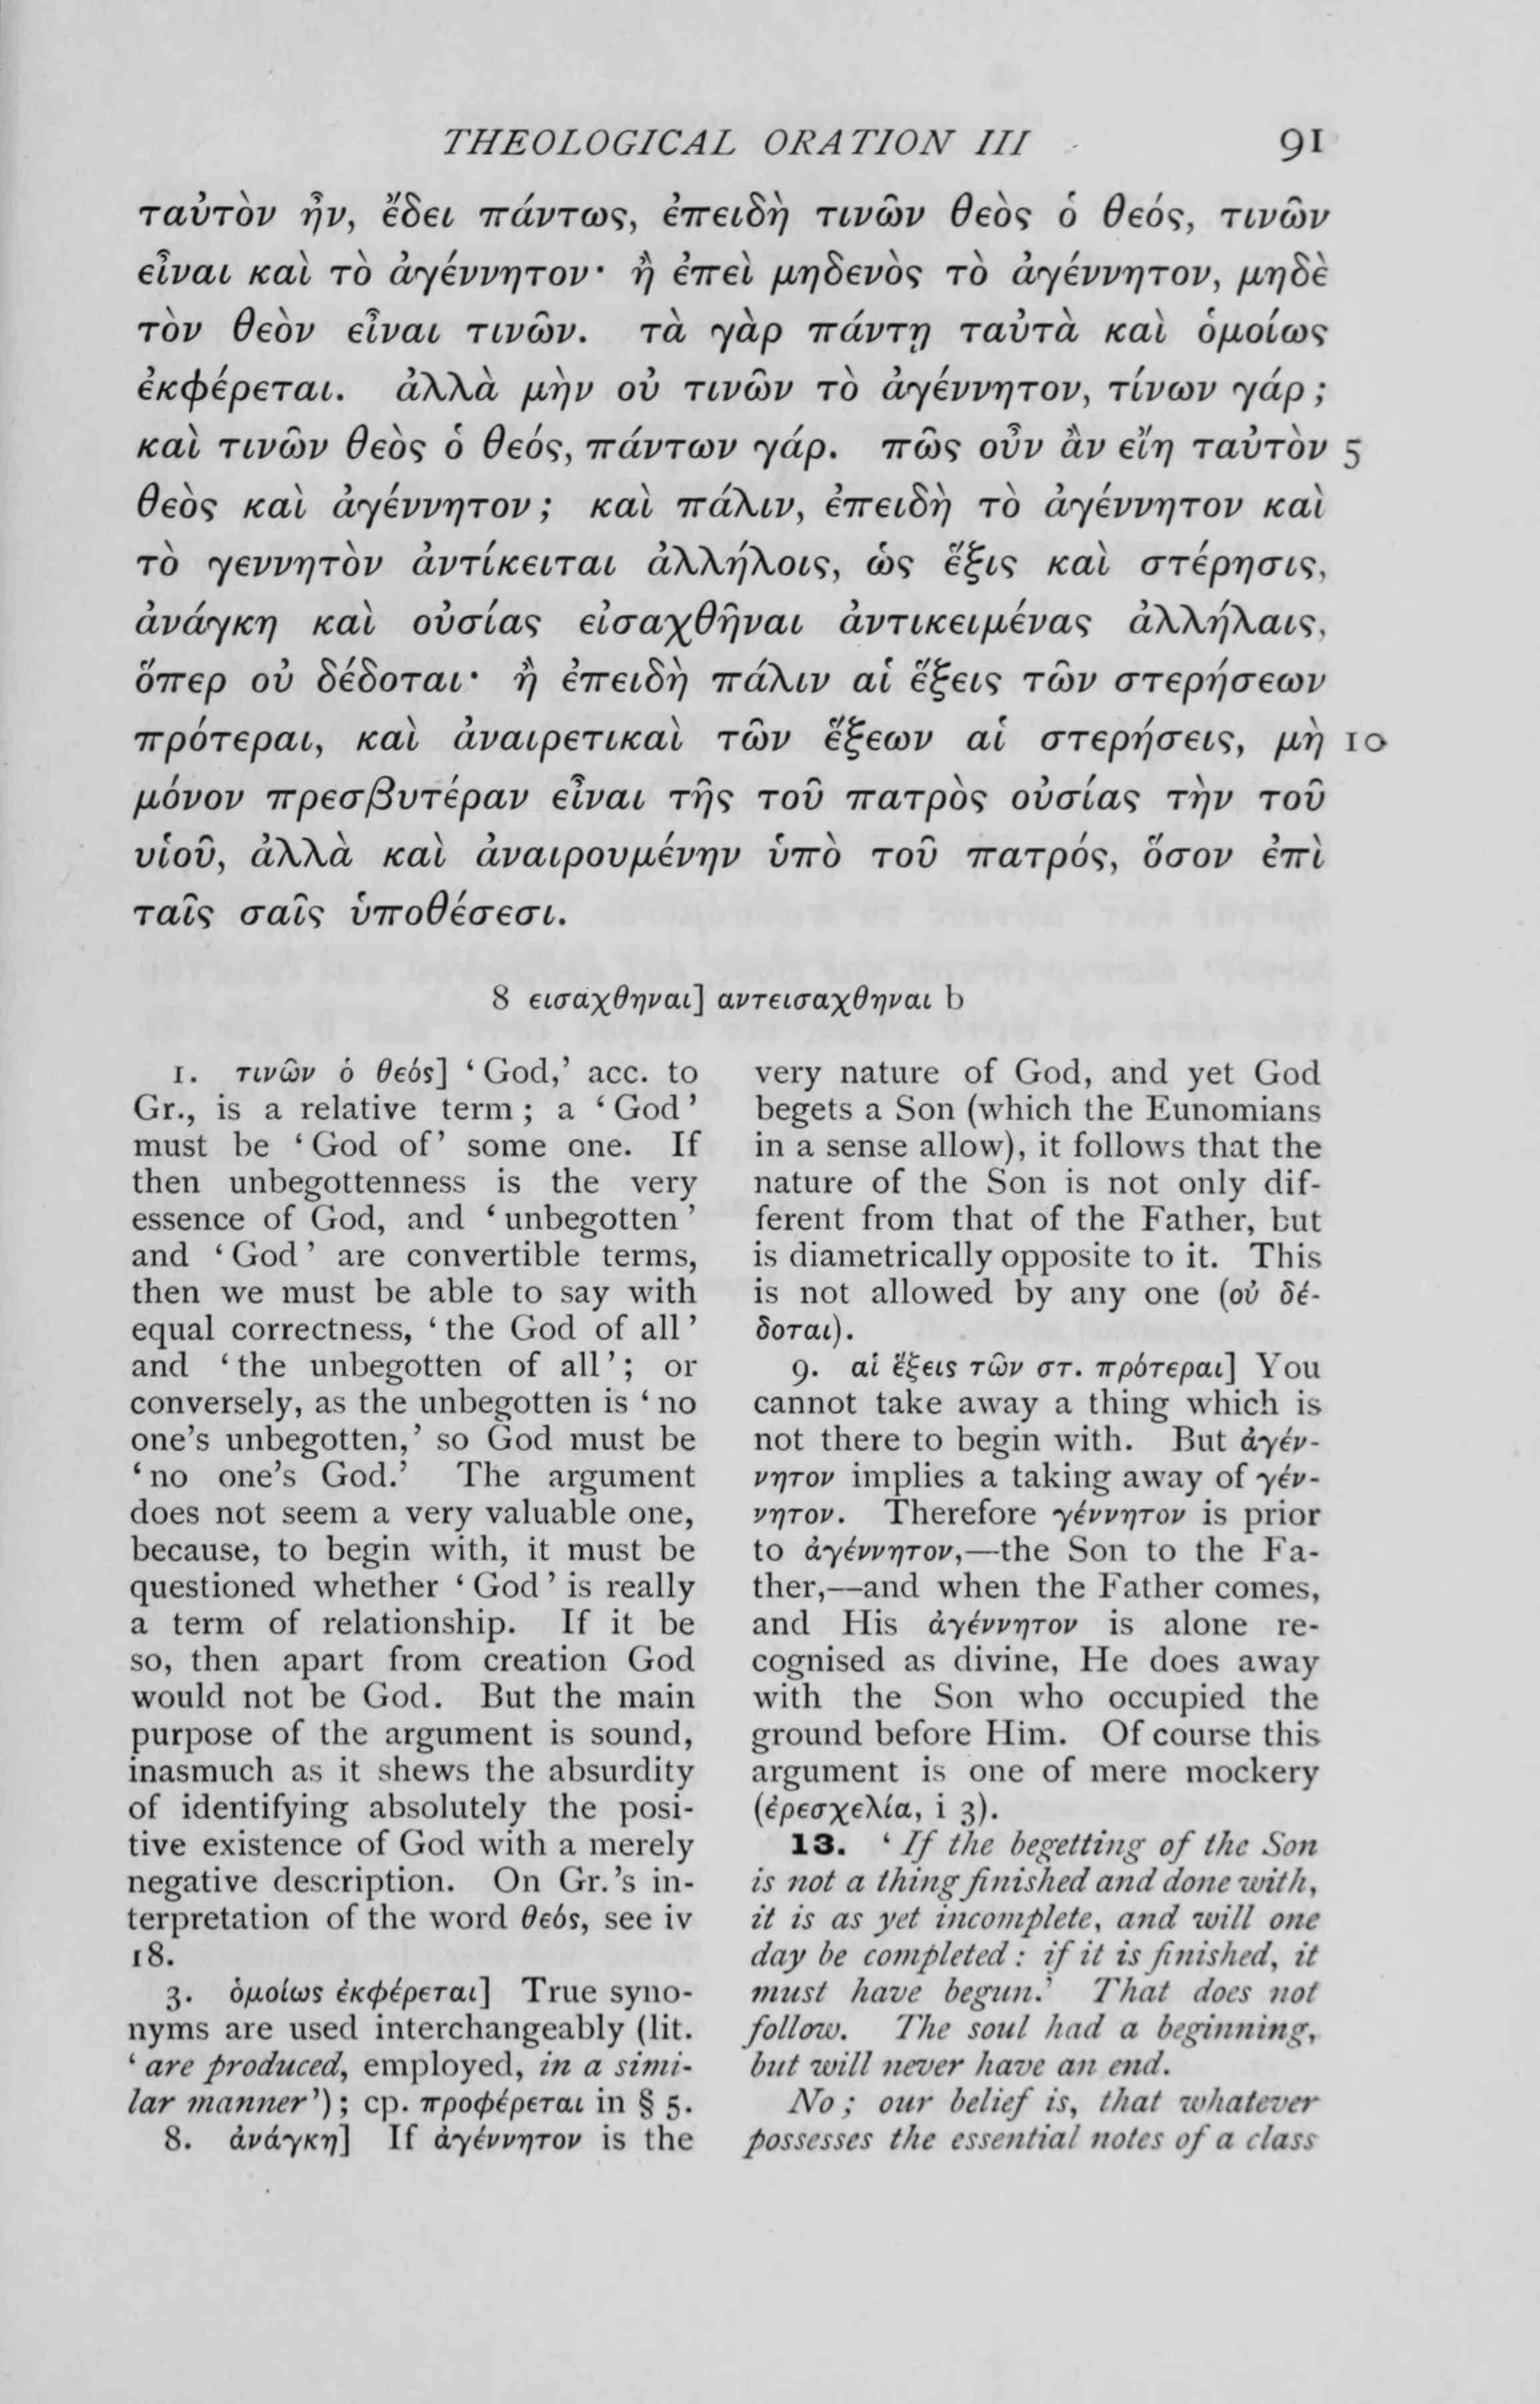 THEOLOGICAL ORATION III 91
ταὐτὸν ἦν, ἔδει πάντως, ἐπειδὴ τινῶν θεὸς ὁ θεός, τινῶν
εἶναι καὶ τὸ ἀγέννητον· ἢ ἐπεὶ μηδενὸς τὸ ἀγέννητον, μηδὲ
τὸν θεὸν εἶναι τινῶν. τὰ γὰρ πάντῃ ταὐτὰ καὶ ὁμοίως
ἐκφέρεται. ἀλλὰ μὴν οὐ τινῶν τὸ ἀγέννητον, τίνων γάρ;
καὶ τινῶν θεὸς ὁ θεός, πάντων γάρ. πῶς οὖν ἂν εἴη ταὐτὸν 5
θεὸς καὶ ἀγέννητον; καὶ πάλιν, ἐπειδὴ τὸ ἀγέννητον καὶ
τὸ γεννητὸν ἀντίκειται ἀλλήλοις, ὡς ἕξις καὶ στέρησις,
ἀνάγκη καὶ οὐσίας εἰσαχθῆναι ἀντικειμένας ἀλλήλαις,
ὅπερ οὐ δέδοται· ἢ ἐπειδὴ πάλιν αἱ ἕξεις τῶν στερήσεων
πρότεραι, καὶ ἀναιρετικαὶ τῶν ἕξεων αἱ στερήσεις, μὴ 10
μόνον πρεσβυτέραν εἶναι τῆς τοῦ πατρὸς οὐσίας τὴν τοῦ
υἱοῦ, ἀλλὰ καὶ ἀναιρουμένην ὑπὸ τοῦ πατρός, ὅσον ἐπὶ
ταῖς σαῖς ὑποθέσεσι.
8 εισαχθηναι] αντεισαχθηναι b
1. τινῶν ὁ θεός] ‘God,’ acc. to
Gr., is a relative term; a ‘God’
must be ‘God of’ some one. If
then unbegottenness is the very
essence of God, and ‘unbegotten’
and ‘God’ are convertible terms,
then we must be able to say with
equal correctness, ‘the God of all’
and ‘the unbegotten of all’; or
conversely, as the unbegotten is ‘no
one's unbegotten,’ so God must be
‘no one's God.’ The argument
does not seem a very valuable one,
because, to begin with, it must be
questioned whether ‘God’ is really
a term of relationship. If it be
so, then apart from creation God
would not be God. But the main
purpose of the argument is sound,
inasmuch as it shews the absurdity
of identifying absolutely the posi-
tive existence of God with a merely
negative description. On Gr.'s in-
terpretation of the word θεός, see iv
18.
3. ὁμοίως ἐκφέρεται] True syno-
nyms are used interchangeably (lit.
‘are produced, employed, in a simi-
lar manner’); cp. προφέρεται in § 5.
8. ἀνάγκη] If ἀγέννητον is the
very nature of God, and yet God
begets a Son (which the Eunomians
in a sense allow), it follows that the
nature of the Son is not only dif-
ferent from that of the Father, but
is diametrically opposite to it. This
is not allowed by any one (οὐ δέ-
δοται).
9. αἱ ἕξεις τῶν στ. πρότεραι] You
cannot take away a thing which is
not there to begin with. But ἀγέν-
νητον implies a taking away of γέν-
νητον. Therefore γέννητον is prior
to ἀγέννητον,—the Son to the Fa-
ther,—and when the Father comes,
and His ἀγέννητον is alone re-
cognised as divine, He does away
with the Son who occupied the
ground before Him. Of course this
argument is one of mere mockery
(ἐρεσχελία, i 3).
13. ‘If the begetting of the Son
is not a thing finished and done with,
it is as yet incomplete, and will one
day be completed: if it is finished, it
must have begun.’ That does not
follow. The soul had a beginning,
but will never have an end.
No; our belief is, that whatever
possesses the essential notes of a class